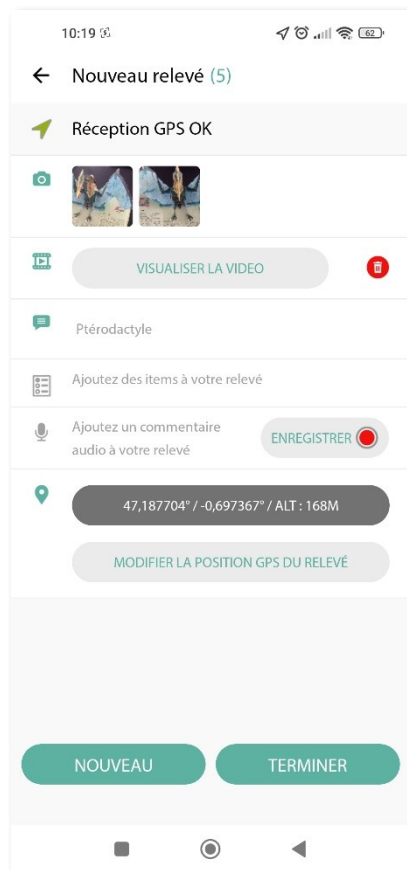 10:19
62
Nouveau relevé (5)
Réception GPS OK
VISUALISER LA VIDEO
Ptérodactyle
Ajoutez des items à votre relevé
Ajoutez un commentaire
audio à votre relevé
ENREGISTRER
47,187704° / -0,697367° / ALT : 168M
MODIFIER LA POSITION GPS DU RELEVÉ
NOUVEAU
TERMINER